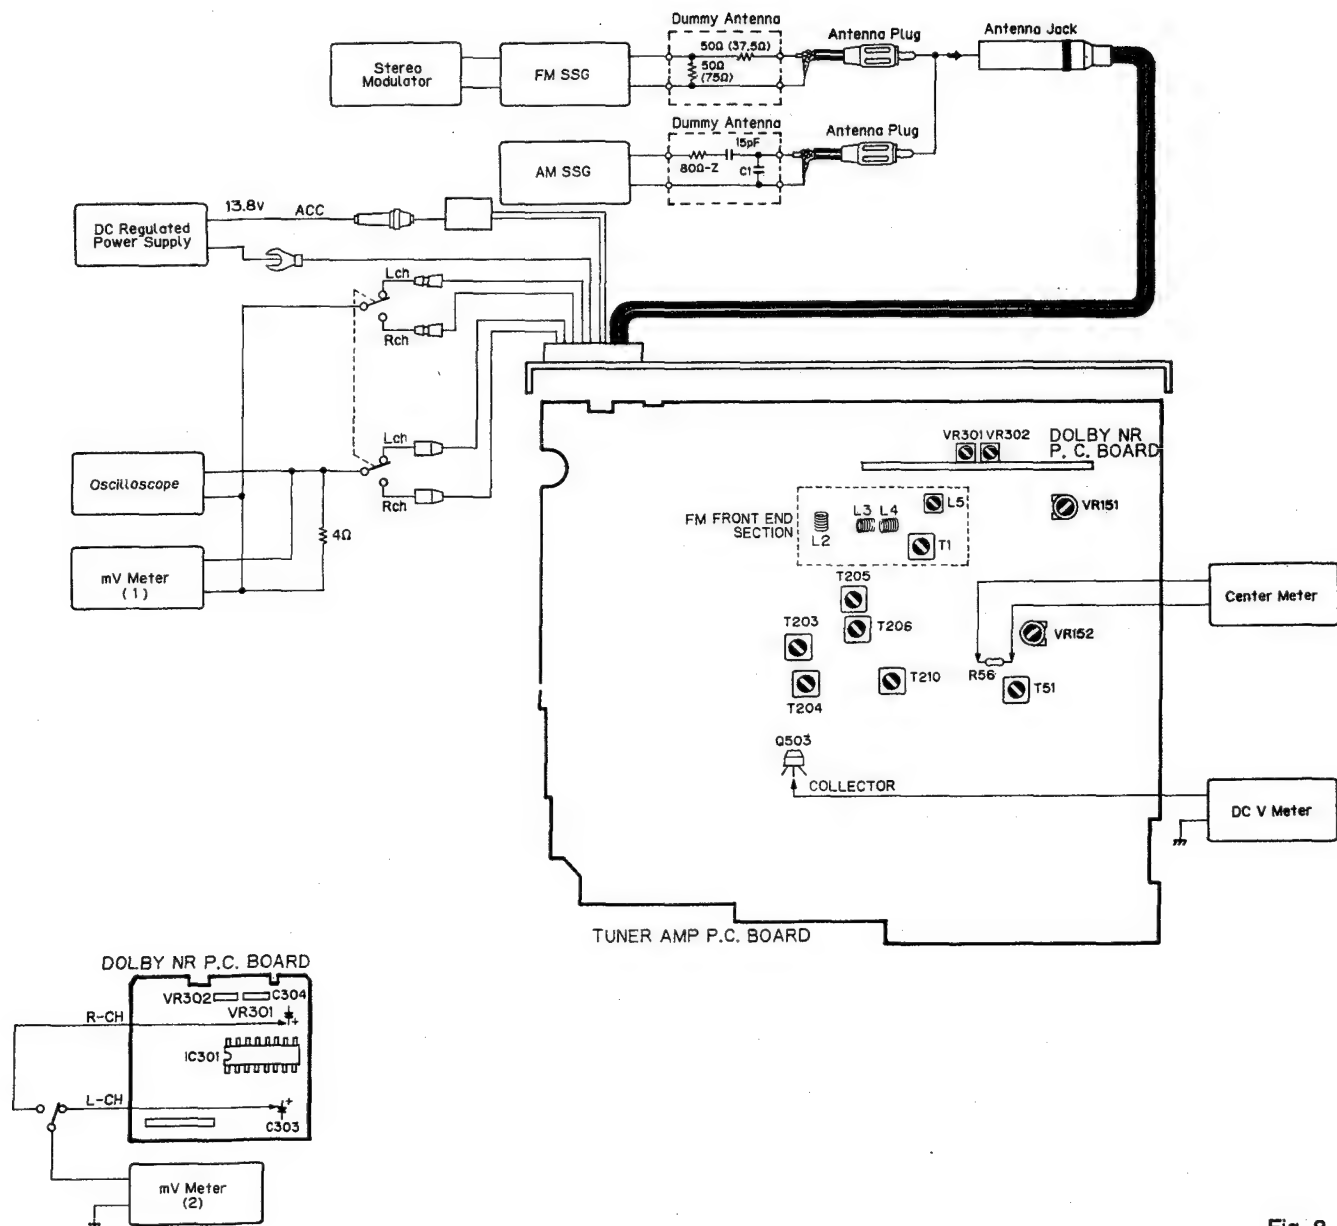 Dummy Antenna
50Ω (37.5Ω)
50Ω
(75Ω)
Antenna Plug
Antenna Jack
Stereo
Modulator
FM SSG
Dummy Antenna
15pF
80Ω-Z
C1
Antenna Plug
AM SSG
13.8v
ACC
DC Regulated
Power Supply
Lch
Rch
Lch
Rch
Oscilloscope
4Ω
mV Meter
(1)
VR301 VR302
DOLBY NR
P. C. BOARD
FM FRONT END
SECTION
L2
L3 L4
L5
T1
VR151
T205
T206
T203
T204
T210
VR152
R56
T51
Center Meter
Q503
COLLECTOR
DC V Meter
TUNER AMP P.C. BOARD
DOLBY NR P.C. BOARD
VR302
C304
VR301
+
R-CH
IC301
L-CH
+
C303
mV Meter
(2)